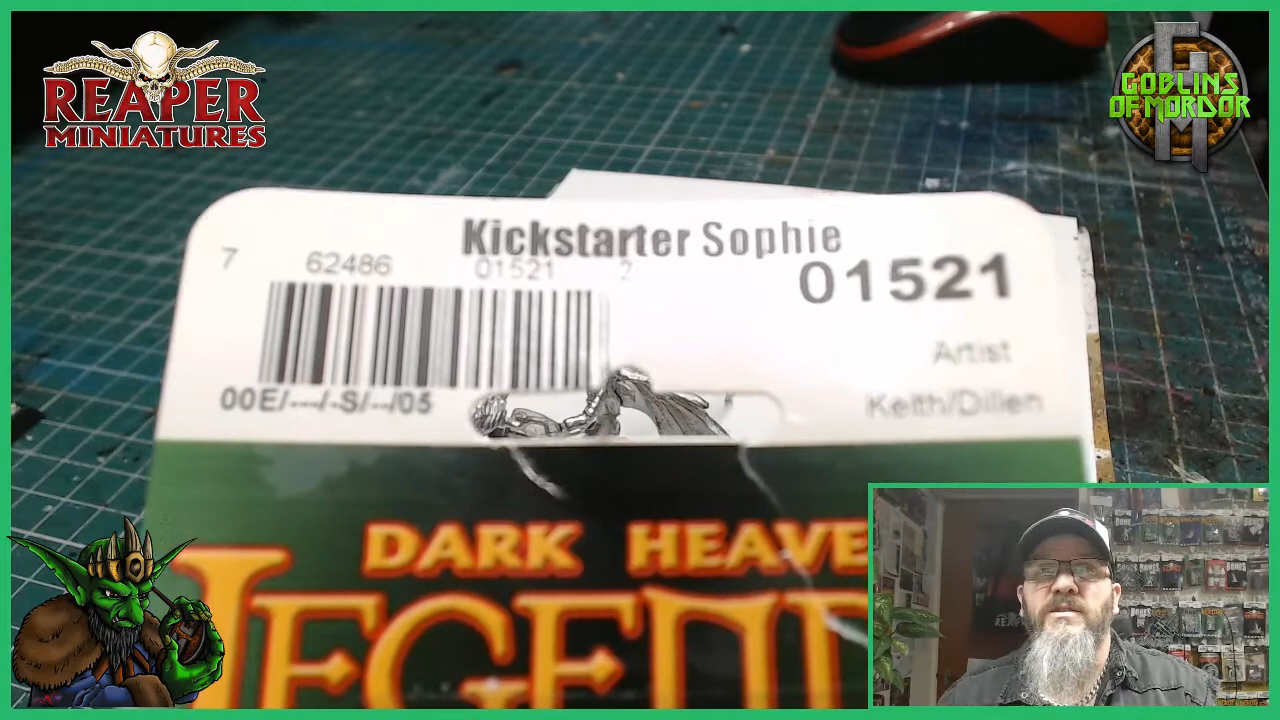 REAPER
MINIATURES
GOBLINS
OF MORDOR
Kickstarter Sophie
7 62486 01521 2
01521
Artist
00E/---/-S/--/05
Keith/Dillen
DARK HEAVE
LEGEND